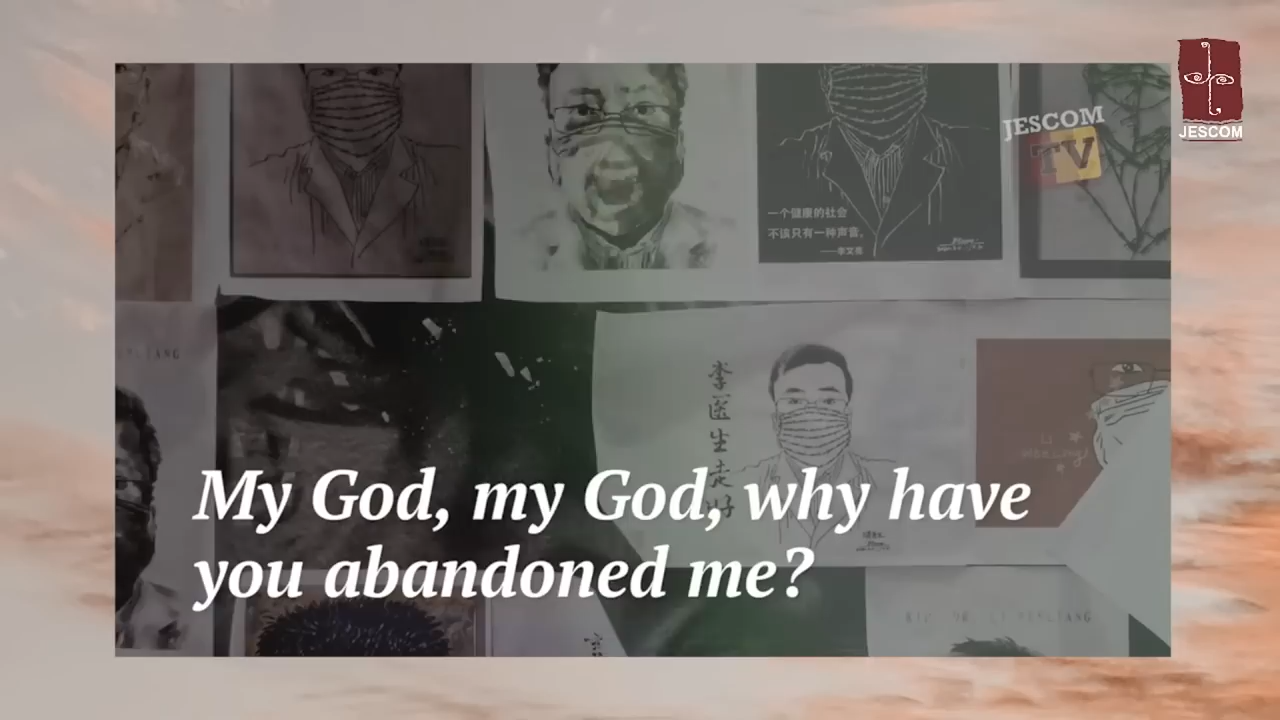 JESCOM
JESCOM
TV
一个健康的社会
不该只有一种声音。
——李文亮
李医生走好
My God, my God, why have
you abandoned me?